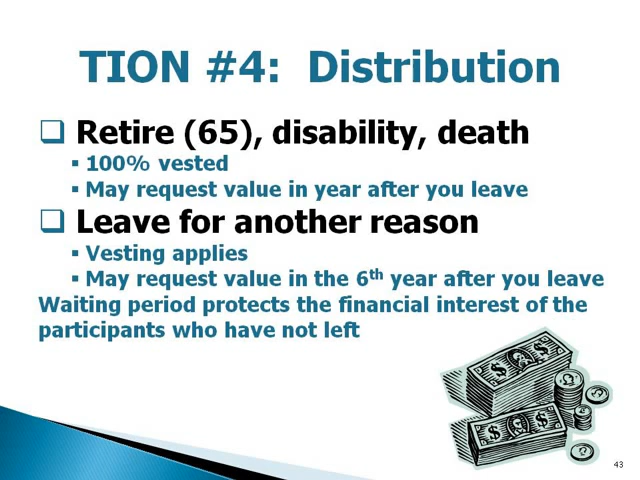 TION #4: Distribution
❑ Retire (65), disability, death
▪ 100% vested
▪ May request value in year after you leave
❑ Leave for another reason
▪ Vesting applies
▪ May request value in the 6th year after you leave
Waiting period protects the financial interest of the
participants who have not left
43